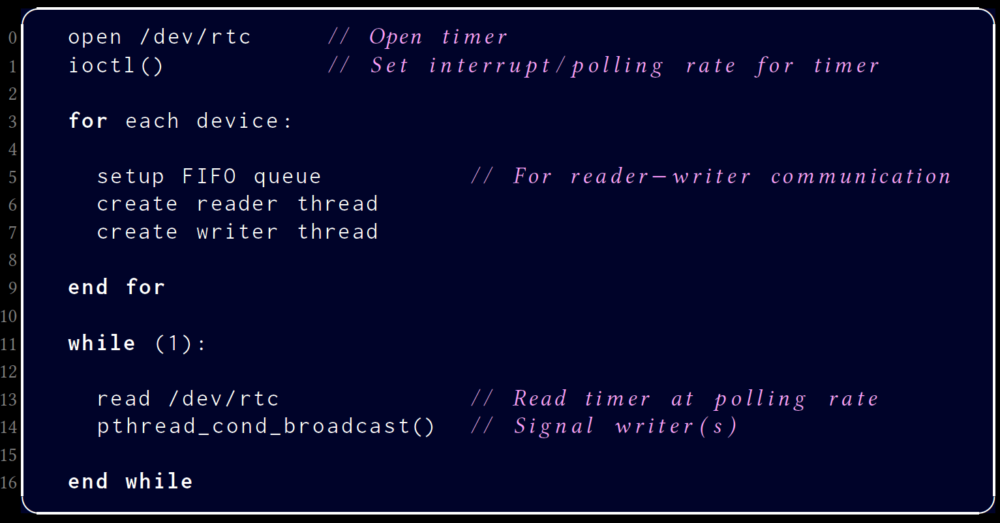 0 open /dev/rtc // Open timer
1 ioctl() // Set interrupt/polling rate for timer
2
3 for each device:
4
5 setup FIFO queue // For reader–writer communication
6 create reader thread
7 create writer thread
8
9 end for
10
11 while (1):
12
13 read /dev/rtc // Read timer at polling rate
14 pthread_cond_broadcast() // Signal writer(s)
15
16 end while